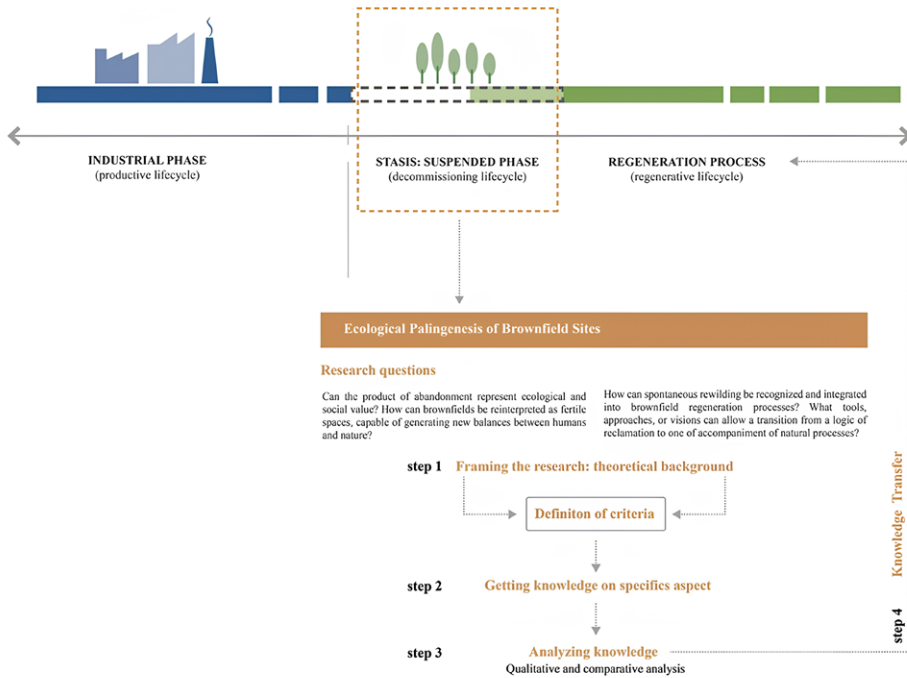 INDUSTRIAL PHASE
(productive lifecycle)
STASIS: SUSPENDED PHASE
(decommissioning lifecycle)
REGENERATION PROCESS
(regenerative lifecycle)
Ecological Palingenesis of Brownfield Sites
Research questions
Can the product of abandonment represent ecological and
social value? How can brownfields be reinterpreted as fertile
spaces, capable of generating new balances between humans
and nature?
How can spontaneous rewilding be recognized and integrated
into brownfield regeneration processes? What tools,
approaches, or visions can allow a transition from a logic of
reclamation to one of accompaniment of natural processes?
step 1 Framing the research: theoretical background
Definiton of criteria
step 2 Getting knowledge on specifics aspect
step 3 Analyzing knowledge
Qualitative and comparative analysis
step 4 Knowledge Transfer